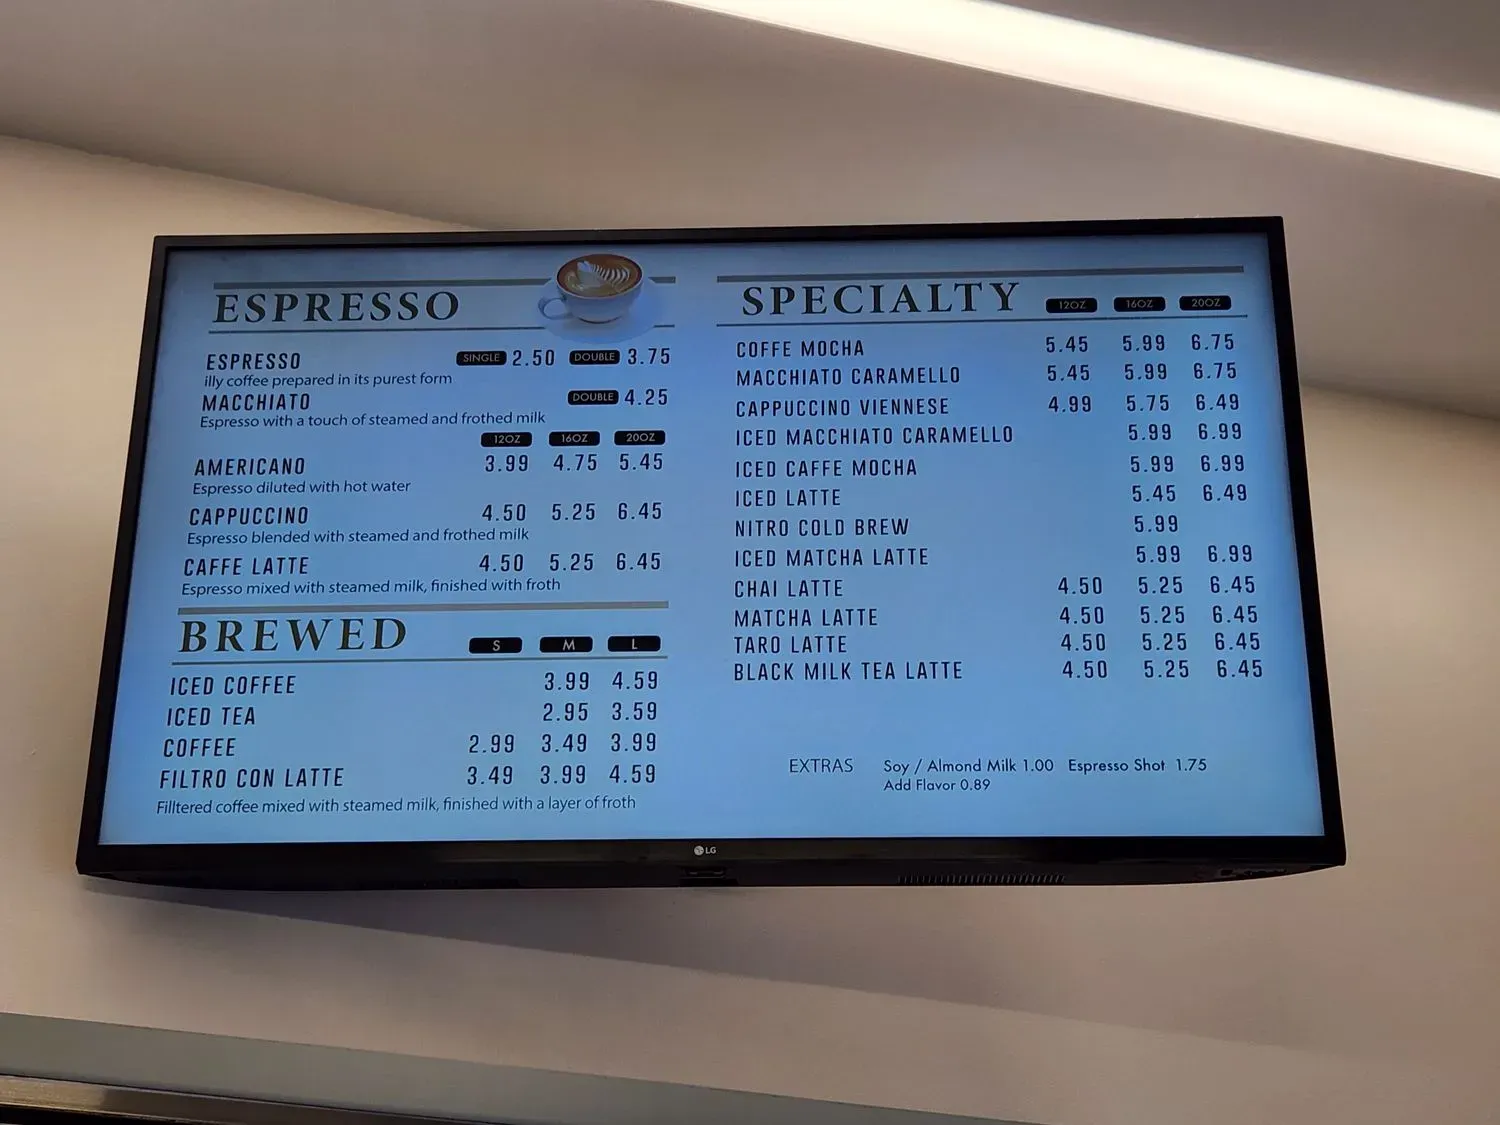 ESPRESSO
ESPRESSO SINGLE 2.50 DOUBLE 3.75
illy coffee prepared in its purest form
MACCHIATO DOUBLE 4.25
Espresso with a touch of steamed and frothed milk
12OZ 16OZ 20OZ
AMERICANO 3.99 4.75 5.45
Espresso diluted with hot water
CAPPUCCINO 4.50 5.25 6.45
Espresso blended with steamed and frothed milk
CAFFE LATTE 4.50 5.25 6.45
Espresso mixed with steamed milk, finished with froth
BREWED S M L
ICED COFFEE 3.99 4.59
ICED TEA 2.95 3.59
COFFEE 2.99 3.49 3.99
FILTRO CON LATTE 3.49 3.99 4.59
Filltered coffee mixed with steamed milk, finished with a layer of froth
SPECIALTY 12OZ 16OZ 20OZ
COFFE MOCHA 5.45 5.99 6.75
MACCHIATO CARAMELLO 5.45 5.99 6.75
CAPPUCCINO VIENNESE 4.99 5.75 6.49
ICED MACCHIATO CARAMELLO 5.99 6.99
ICED CAFFE MOCHA 5.99 6.99
ICED LATTE 5.45 6.49
NITRO COLD BREW 5.99
ICED MATCHA LATTE 5.99 6.99
CHAI LATTE 4.50 5.25 6.45
MATCHA LATTE 4.50 5.25 6.45
TARO LATTE 4.50 5.25 6.45
BLACK MILK TEA LATTE 4.50 5.25 6.45
EXTRAS Soy / Almond Milk 1.00 Espresso Shot 1.75
Add Flavor 0.89
LG